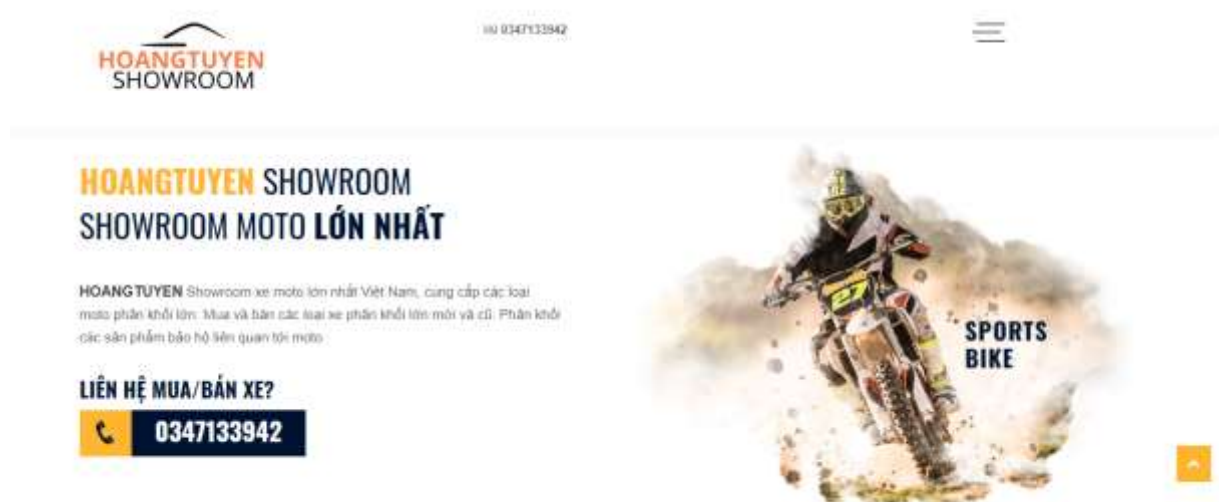 HOANGTUYEN
SHOWROOM
0347133942
HOANGTUYEN SHOWROOM
SHOWROOM MOTO LỚN NHẤT
HOANGTUYEN Showroom xe moto lớn nhất Việt Nam, cung cấp các loại
moto phân khối lớn. Mua và bán các loại xe phân khối lớn mới và cũ. Phân khối
các sản phẩm bảo hộ liên quan tới moto
LIÊN HỆ MUA/BÁN XE?
0347133942
27
SPORTS
BIKE